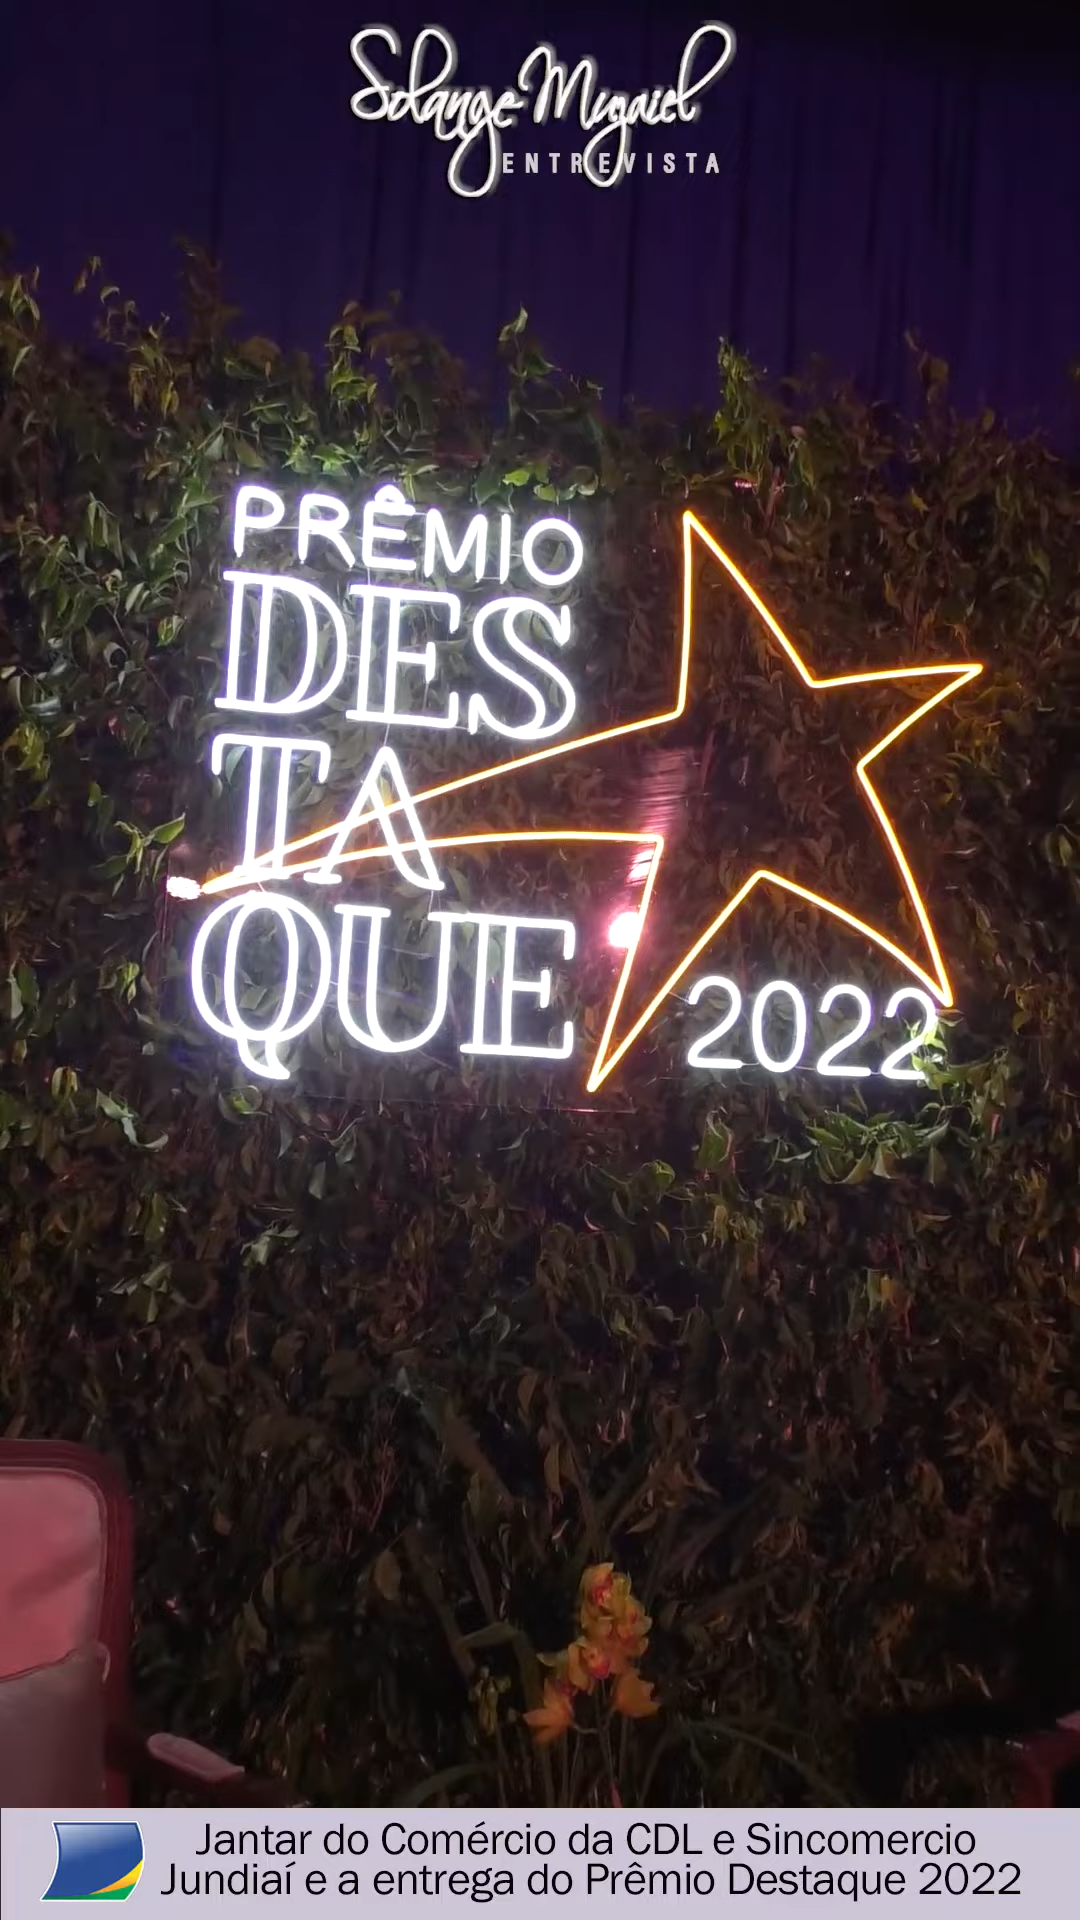 Solange Muzaiel
ENTREVISTA
PRÊMIO
DES
TA
QUE
2022
Jantar do Comércio da CDL e Sincomercio
Jundiaí e a entrega do Prêmio Destaque 2022